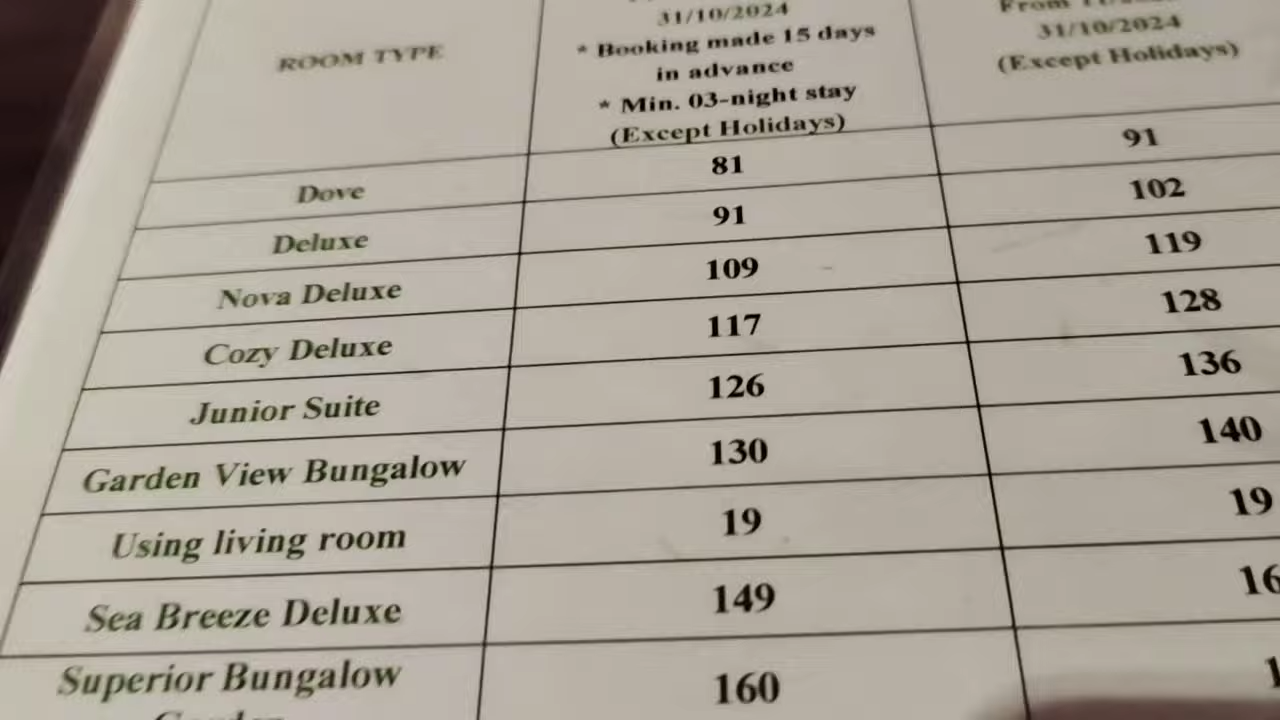 31/10/2024
* Booking made 15 days
in advance
* Min. 03-night stay
(Except Holidays)
From
31/10/2024
(Except Holidays)
ROOM TYPE
Dove 81 91
Deluxe 91 102
Nova Deluxe 109 119
Cozy Deluxe 117 128
Junior Suite 126 136
Garden View Bungalow 130 140
Using living room 19 19
Sea Breeze Deluxe 149 16
Superior Bungalow 160 1